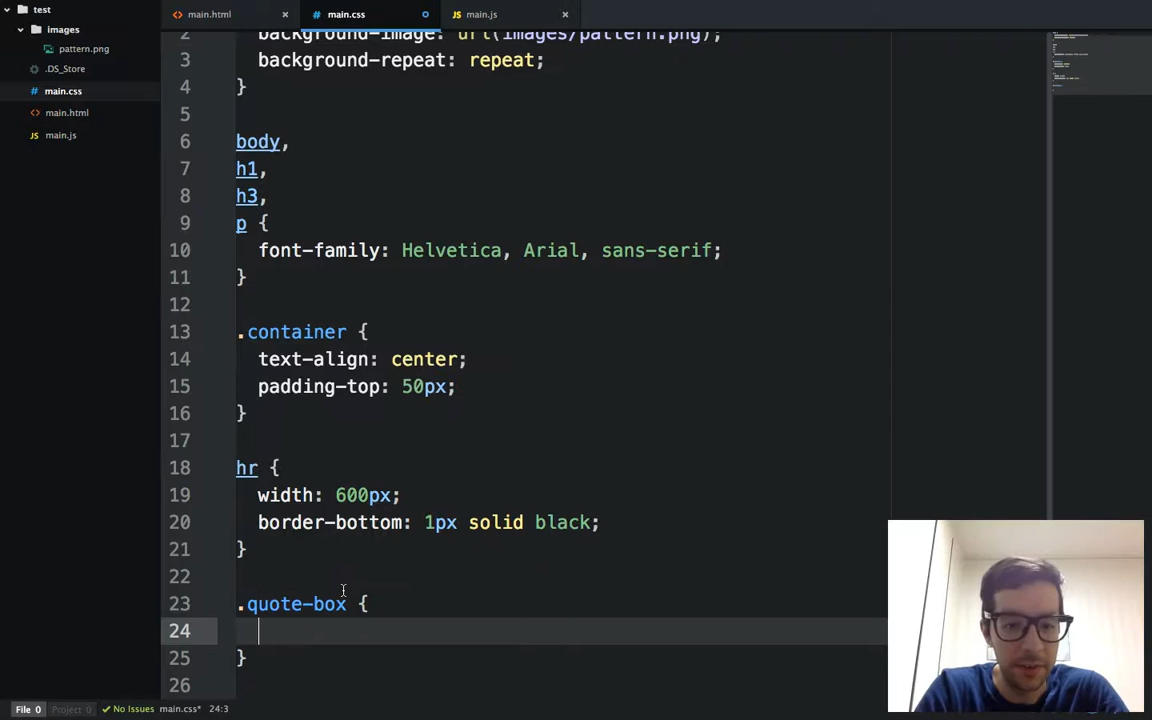 test
main.html
main.css
main.js
images
pattern.png
.DS_Store
main.css
main.html
main.js
2 background-image: url(images/pattern.png);
3 background-repeat: repeat;
4 }
5
6 body,
7 h1,
8 h3,
9 p {
10 font-family: Helvetica, Arial, sans-serif;
11 }
12
13 .container {
14 text-align: center;
15 padding-top: 50px;
16 }
17
18 hr {
19 width: 600px;
20 border-bottom: 1px solid black;
21 }
22
23 .quote-box {
24
25 }
26
File 0 Project 0 No Issues main.css* 24:3